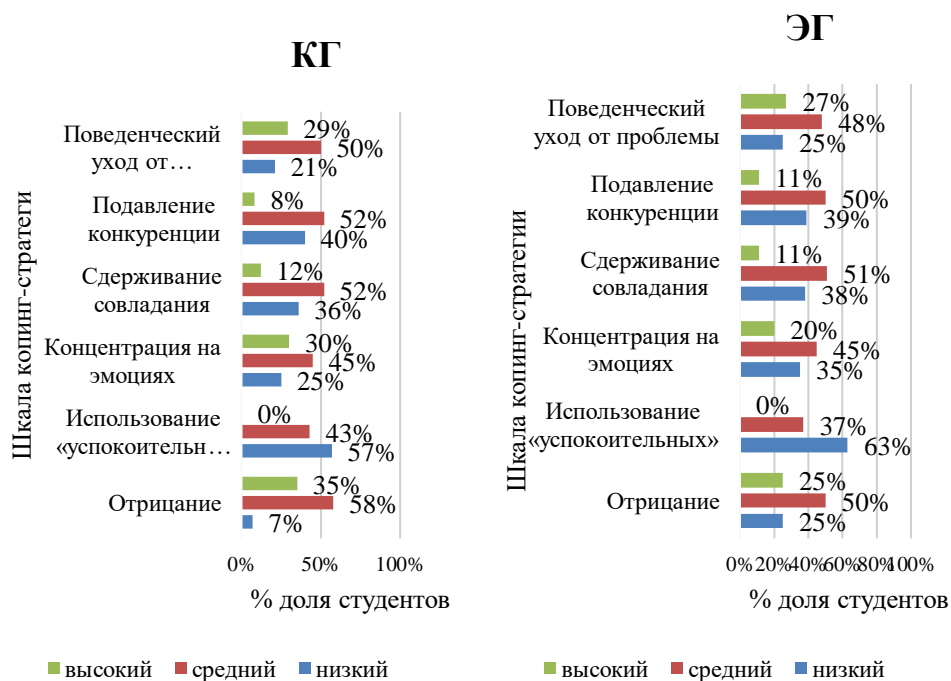 КГ
Шкала копинг-стратеги
Поведенческий
уход от…
29%
50%
21%
Подавление
конкуренции
8%
52%
40%
Сдерживание
совладания
12%
52%
36%
Концентрация на
эмоциях
30%
45%
25%
Использование
«успокоительн…
0%
43%
57%
Отрицание
35%
58%
7%
0% 50% 100%
% доля студентов
высокий средний низкий
ЭГ
Шкала копинг-стратегии
Поведенческий
уход от проблемы
27%
48%
25%
Подавление
конкуренции
11%
50%
39%
Сдерживание
совладания
11%
51%
38%
Концентрация на
эмоциях
20%
45%
35%
Использование
«успокоительных»
0%
37%
63%
Отрицание
25%
50%
25%
0% 20% 40% 60% 80% 100%
% доля студентов
высокий средний низкий